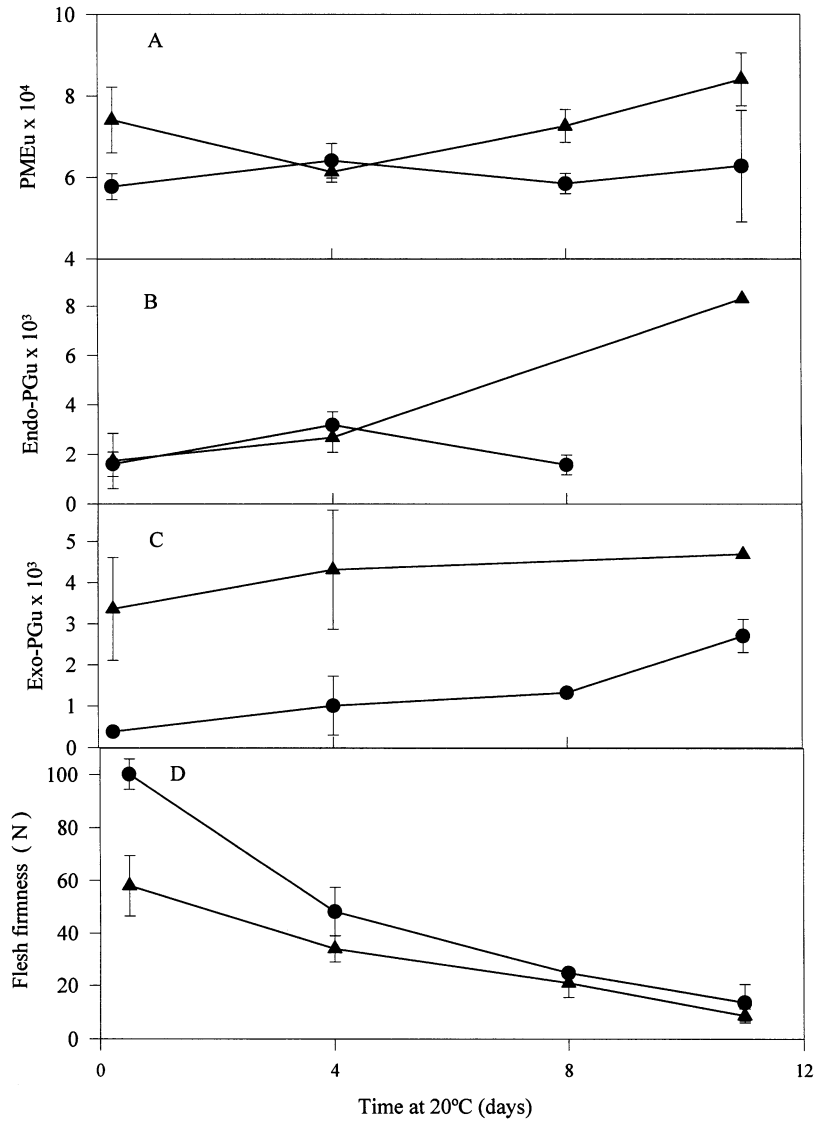 10
A
8
PMEu x 10⁴
6
4
B
8
6
Endo-PGu x 10³
4
2
0
C
5
4
Exo-PGu x 10³
3
2
1
0
D
100
80
Flesh firmness ( N )
60
40
20
0
0 4 8 12
Time at 20ºC (days)